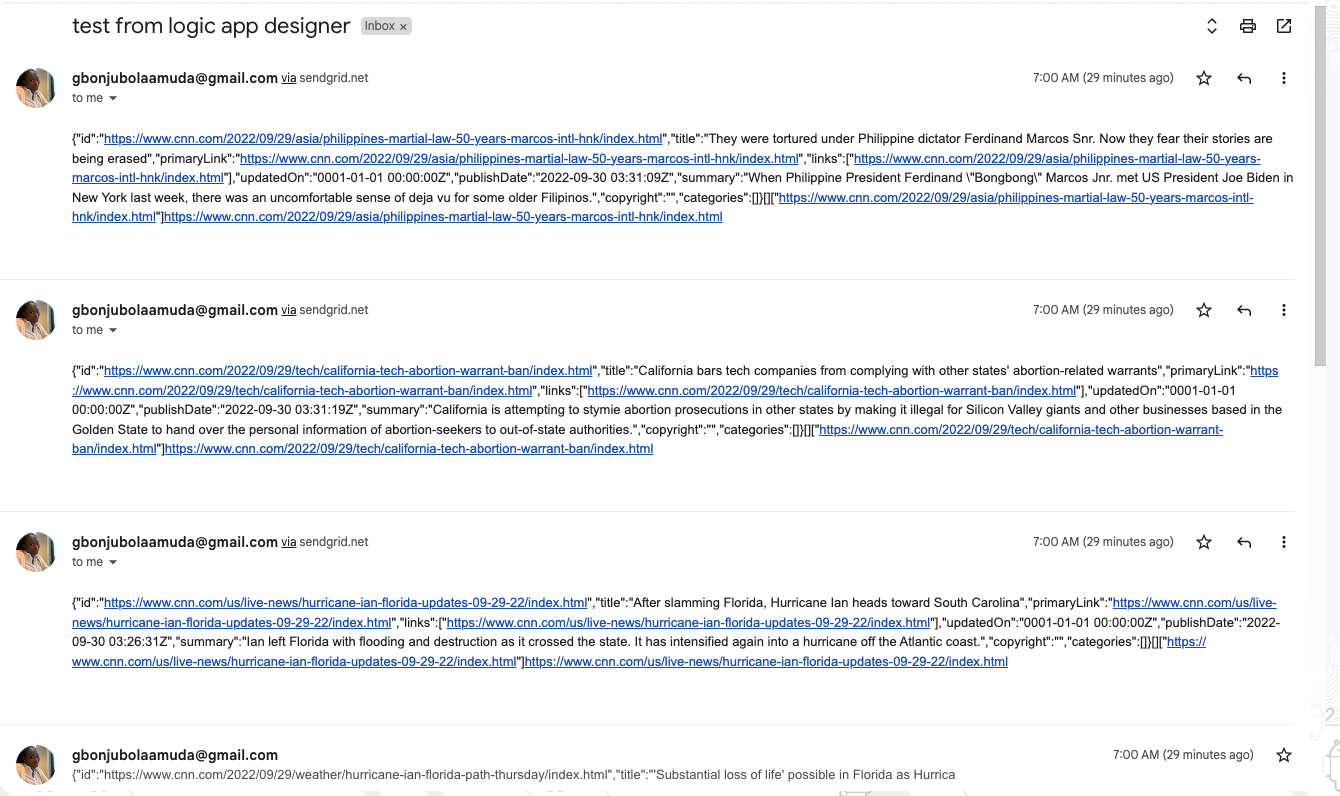 test from logic app designer Inbox ×
gbonjubolaamuda@gmail.com via sendgrid.net 7:00 AM (29 minutes ago)
to me
{"id":"https://www.cnn.com/2022/09/29/asia/philippines-martial-law-50-years-marcos-intl-hnk/index.html","title":"They were tortured under Philippine dictator Ferdinand Marcos Snr. Now they fear their stories are
being erased","primaryLink":"https://www.cnn.com/2022/09/29/asia/philippines-martial-law-50-years-marcos-intl-hnk/index.html","links":["https://www.cnn.com/2022/09/29/asia/philippines-martial-law-50-years-
marcos-intl-hnk/index.html"],"updatedOn":"0001-01-01 00:00:00Z","publishDate":"2022-09-30 03:31:09Z","summary":"When Philippine President Ferdinand \"Bongbong\" Marcos Jnr. met US President Joe Biden in
New York last week, there was an uncomfortable sense of deja vu for some older Filipinos.","copyright":"","categories":[]}[]["https://www.cnn.com/2022/09/29/asia/philippines-martial-law-50-years-marcos-intl-
hnk/index.html"]https://www.cnn.com/2022/09/29/asia/philippines-martial-law-50-years-marcos-intl-hnk/index.html
gbonjubolaamuda@gmail.com via sendgrid.net 7:00 AM (29 minutes ago)
to me
{"id":"https://www.cnn.com/2022/09/29/tech/california-tech-abortion-warrant-ban/index.html","title":"California bars tech companies from complying with other states' abortion-related warrants","primaryLink":"https
://www.cnn.com/2022/09/29/tech/california-tech-abortion-warrant-ban/index.html","links":["https://www.cnn.com/2022/09/29/tech/california-tech-abortion-warrant-ban/index.html"],"updatedOn":"0001-01-01
00:00:00Z","publishDate":"2022-09-30 03:31:19Z","summary":"California is attempting to stymie abortion prosecutions in other states by making it illegal for Silicon Valley giants and other businesses based in the
Golden State to hand over the personal information of abortion-seekers to out-of-state authorities.","copyright":"","categories":[]}[]["https://www.cnn.com/2022/09/29/tech/california-tech-abortion-warrant-
ban/index.html"]https://www.cnn.com/2022/09/29/tech/california-tech-abortion-warrant-ban/index.html
gbonjubolaamuda@gmail.com via sendgrid.net 7:00 AM (29 minutes ago)
to me
{"id":"https://www.cnn.com/us/live-news/hurricane-ian-florida-updates-09-29-22/index.html","title":"After slamming Florida, Hurricane Ian heads toward South Carolina","primaryLink":"https://www.cnn.com/us/live-
news/hurricane-ian-florida-updates-09-29-22/index.html","links":["https://www.cnn.com/us/live-news/hurricane-ian-florida-updates-09-29-22/index.html"],"updatedOn":"0001-01-01 00:00:00Z","publishDate":"2022-
09-30 03:26:31Z","summary":"Ian left Florida with flooding and destruction as it crossed the state. It has intensified again into a hurricane off the Atlantic coast.","copyright":"","categories":[]}[]["https://
www.cnn.com/us/live-news/hurricane-ian-florida-updates-09-29-22/index.html"]https://www.cnn.com/us/live-news/hurricane-ian-florida-updates-09-29-22/index.html
gbonjubolaamuda@gmail.com 7:00 AM (29 minutes ago)
{"id":"https://www.cnn.com/2022/09/29/weather/hurricane-ian-florida-path-thursday/index.html","title":"'Substantial loss of life' possible in Florida as Hurrica